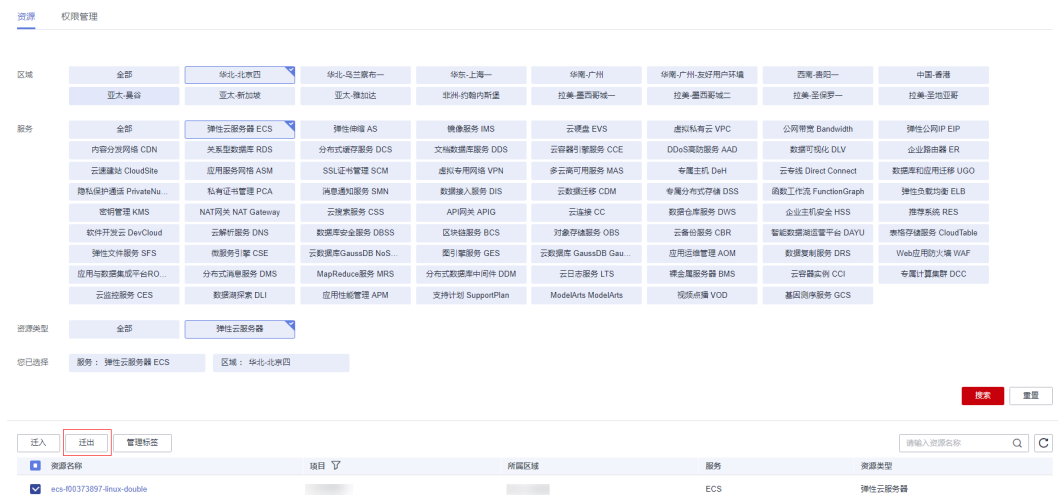 资源 权限管理
区域 全部 华北-北京四 华北-乌兰察布一 华东-上海一 华南-广州 华南-广州-友好用户环境 西南-贵阳一 中国-香港
亚太-曼谷 亚太-新加坡 亚太-雅加达 非洲-约翰内斯堡 拉美-墨西哥城一 拉美-墨西哥城二 拉美-圣保罗一 拉美-圣地亚哥
服务 全部 弹性云服务器 ECS 弹性伸缩 AS 镜像服务 IMS 云硬盘 EVS 虚拟私有云 VPC 公网带宽 Bandwidth 弹性公网IP EIP
内容分发网络 CDN 关系型数据库 RDS 分布式缓存服务 DCS 文档数据库服务 DDS 云容器引擎服务 CCE DDoS高防服务 AAD 数据可视化 DLV 企业路由器 ER
云速建站 CloudSite 应用服务网格 ASM SSL证书管理 SCM 虚拟专用网络 VPN 多云高可用服务 MAS 专属主机 DeH 云专线 Direct Connect 数据库和应用迁移 UGO
隐私保护通话 PrivateNu... 私有证书管理 PCA 消息通知服务 SMN 数据接入服务 DIS 云数据迁移 CDM 专属分布式存储 DSS 函数工作流 FunctionGraph 弹性负载均衡 ELB
密钥管理 KMS NAT网关 NAT Gateway 云搜索服务 CSS API网关 APIG 云连接 CC 数据仓库服务 DWS 企业主机安全 HSS 推荐系统 RES
软件开发云 DevCloud 云解析服务 DNS 数据库安全服务 DBSS 区块链服务 BCS 对象存储服务 OBS 云备份服务 CBR 智能数据湖运营平台 DAYU 表格存储服务 CloudTable
弹性文件服务 SFS 微服务引擎 CSE 云数据库GaussDB NoS... 图引擎服务 GES 云数据库 GaussDB Gau... 应用运维管理 AOM 数据复制服务 DRS Web应用防火墙 WAF
应用与数据集成平台RO... 分布式消息服务 DMS MapReduce服务 MRS 分布式数据库中间件 DDM 云日志服务 LTS 裸金属服务器 BMS 云容器实例 CCI 专属计算集群 DCC
云监控服务 CES 数据湖探索 DLI 应用性能管理 APM 支持计划 SupportPlan ModelArts ModelArts 视频点播 VOD 基因测序服务 GCS
资源类型 全部 弹性云服务器
您已选择 服务： 弹性云服务器 ECS 区域： 华北-北京四
搜索 重置
迁入 迁出 管理标签 请输入资源名称
资源名称 项目 所属区域 服务 资源类型
ecs-f00373897-linux-double ECS 弹性云服务器